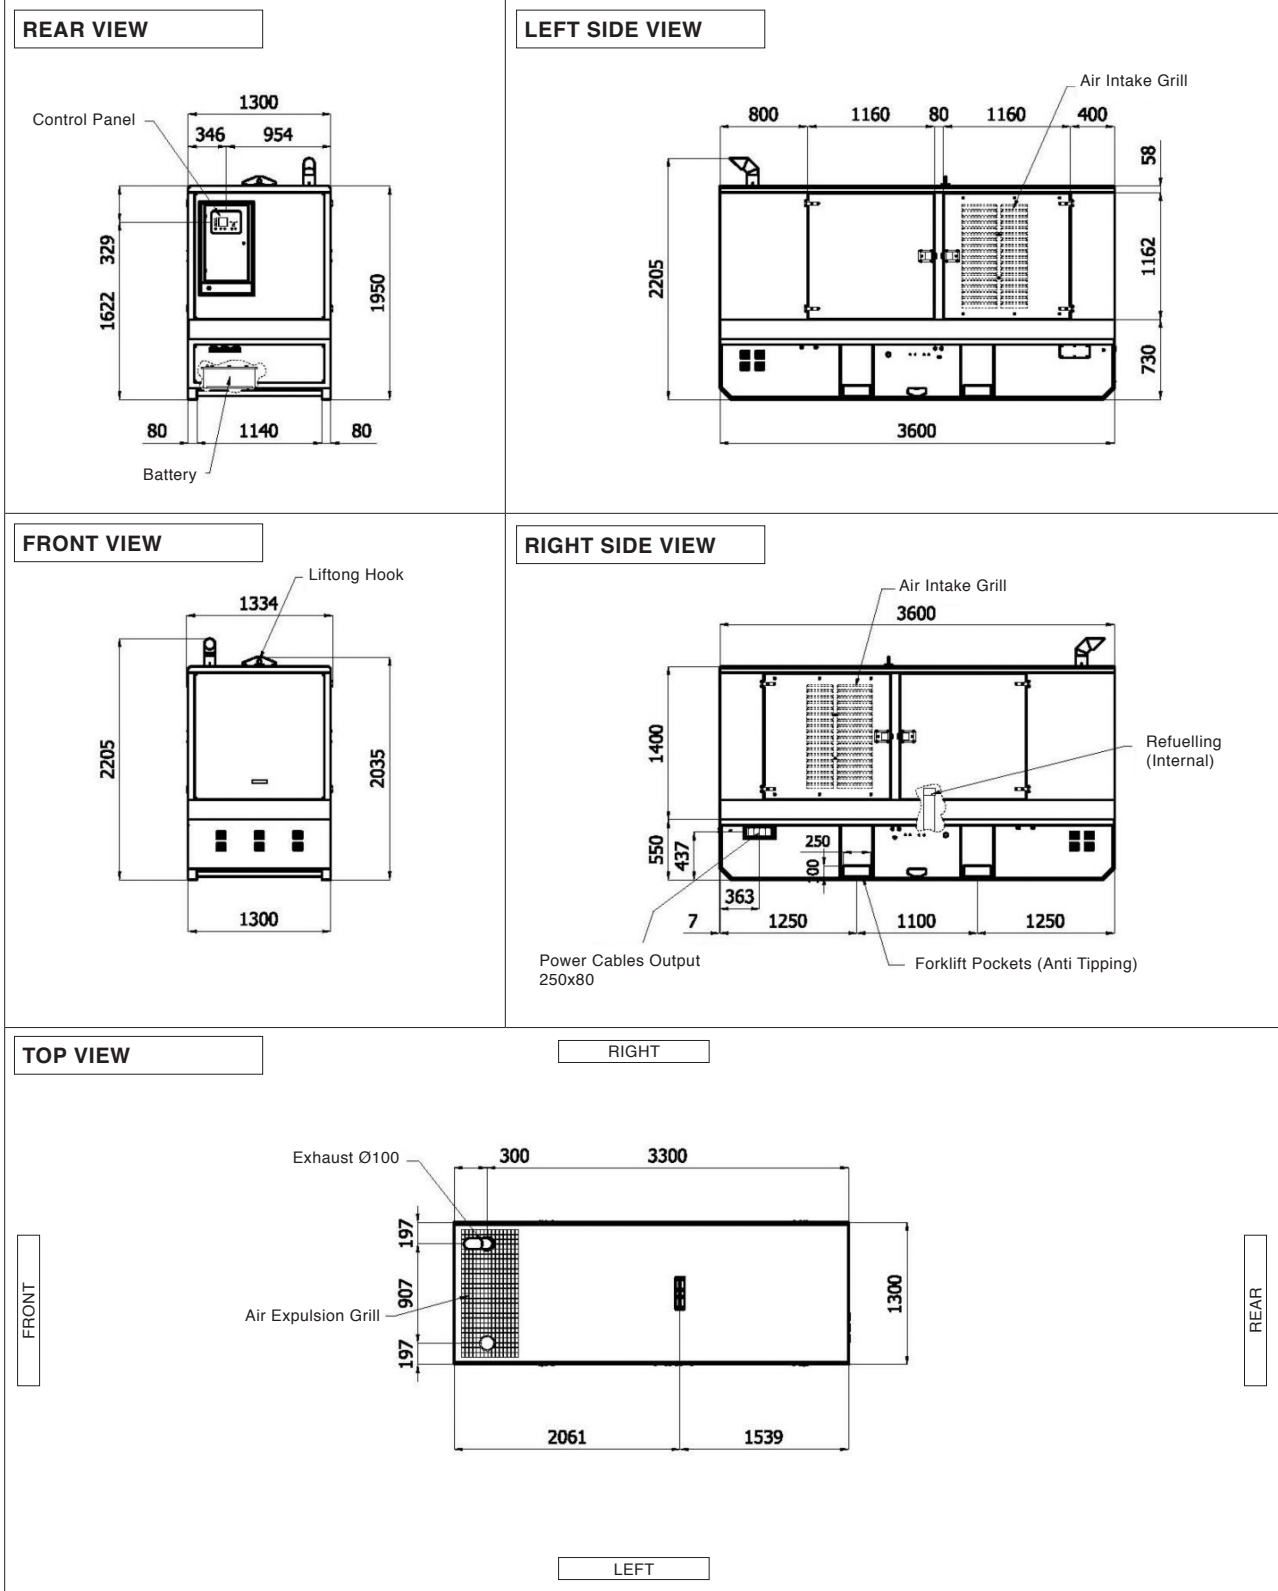 REAR VIEW
1300
Control Panel
346
954
329
1622
1950
80
1140
80
Battery
LEFT SIDE VIEW
Air Intake Grill
800
1160
80
1160
400
58
2205
1162
730
3600
FRONT VIEW
Liftong Hook
1334
2205
2035
1300
RIGHT SIDE VIEW
Air Intake Grill
3600
1400
Refuelling
(Internal)
550
437
250
100
363
7
1250
1100
1250
Power Cables Output
250x80
Forklift Pockets (Anti Tipping)
TOP VIEW
RIGHT
Exhaust Ø100
300
3300
197
FRONT
907
Air Expulsion Grill
1300
REAR
197
2061
1539
LEFT